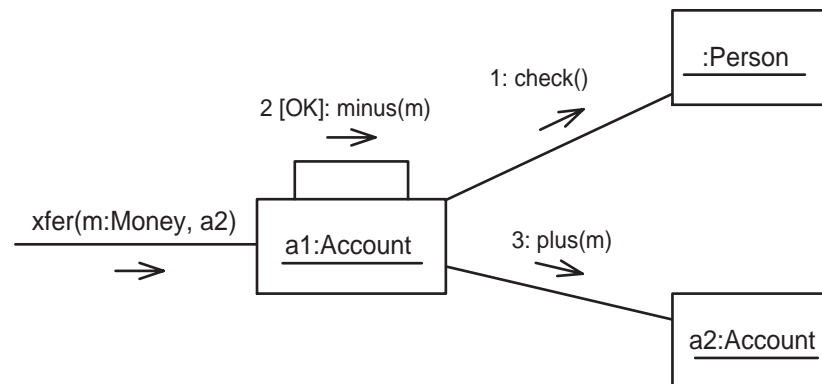 :Person
1: check()
2 [OK]: minus(m)
xfer(m:Money, a2)
a1:Account
3: plus(m)
a2:Account